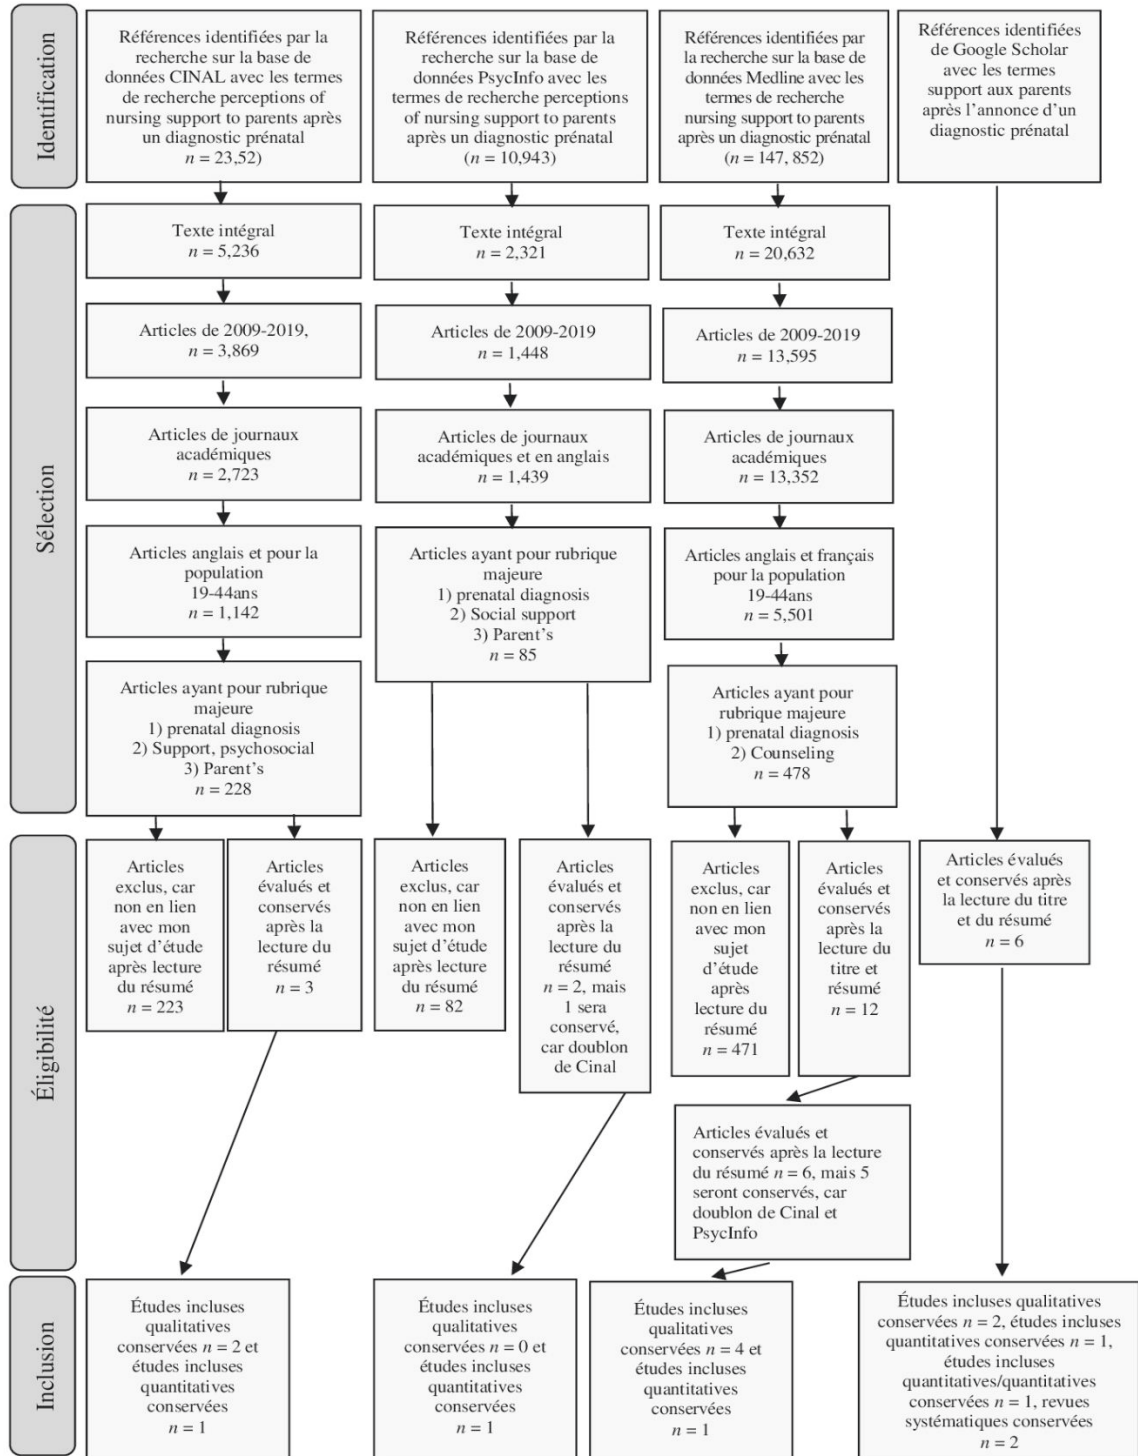 Identification
Références identifiées par la
recherche sur la base de
données CINAL avec les termes
de recherche perceptions of
nursing support to parents après
un diagnostic prénatal
n = 23,52)
Références identifiées par la
recherche sur la base de
données PsycInfo avec les
termes de recherche perceptions
of nursing support to parents
après un diagnostic prénatal
(n = 10,943)
Références identifiées par
la recherche sur la base de
données Medline avec les
termes de recherche
nursing support to parents
après un diagnostic prénatal
(n = 147, 852)
Références identifiées
de Google Scholar
avec les termes
support aux parents
après l'annonce d'un
diagnostic prénatal
Sélection
Texte intégral
n = 5,236
Texte intégral
n = 2,321
Texte intégral
n = 20,632
Articles de 2009-2019,
n = 3,869
Articles de 2009-2019
n = 1,448
Articles de 2009-2019
n = 13,595
Articles de journaux
académiques
n = 2,723
Articles de journaux
académiques et en anglais
n = 1,439
Articles de journaux
académiques
n = 13,352
Articles anglais et pour la
population
19-44ans
n = 1,142
Articles ayant pour rubrique
majeure
1) prenatal diagnosis
2) Social support
3) Parent's
n = 85
Articles anglais et français
pour la population
19-44ans
n = 5,501
Articles ayant pour rubrique
majeure
1) prenatal diagnosis
2) Support, psychosocial
3) Parent's
n = 228
Articles ayant pour
rubrique majeure
1) prenatal diagnosis
2) Counseling
n = 478
Éligibilité
Articles
exclus, car
non en lien
avec mon
sujet d'étude
après lecture
du résumé
n = 223
Articles
évalués et
conservés
après la
lecture du
résumé
n = 3
Articles
exclus, car
non en lien
avec mon
sujet d'étude
après lecture
du résumé
n = 82
Articles
évalués et
conservés
après la
lecture du
résumé
n = 2, mais
1 sera
conservé,
car doublon
de Cinal
Articles
exclus, car
non en lien
avec mon
sujet
d'étude
après
lecture du
résumé
n = 471
Articles
évalués et
conservés
après la
lecture du
titre et
résumé
n = 12
Articles évalués
et conservés après
la lecture du titre
et du résumé
n = 6
Articles évalués et
conservés après la lecture
du résumé n = 6, mais 5
seront conservés, car
doublon de Cinal et
PsycInfo
Inclusion
Études incluses
qualitatives
conservées n = 2 et
études incluses
quantitatives
conservées
n = 1
Études incluses
qualitatives
conservées n = 0 et
études incluses
quantitatives
conservées
n = 1
Études incluses
qualitatives
conservées n = 4 et
études incluses
quantitatives
conservées
n = 1
Études incluses qualitatives
conservées n = 2, études incluses
quantitatives conservées n = 1,
études incluses
quantitatives/quantitatives
conservées n = 1, revues
systématiques conservées
n = 2